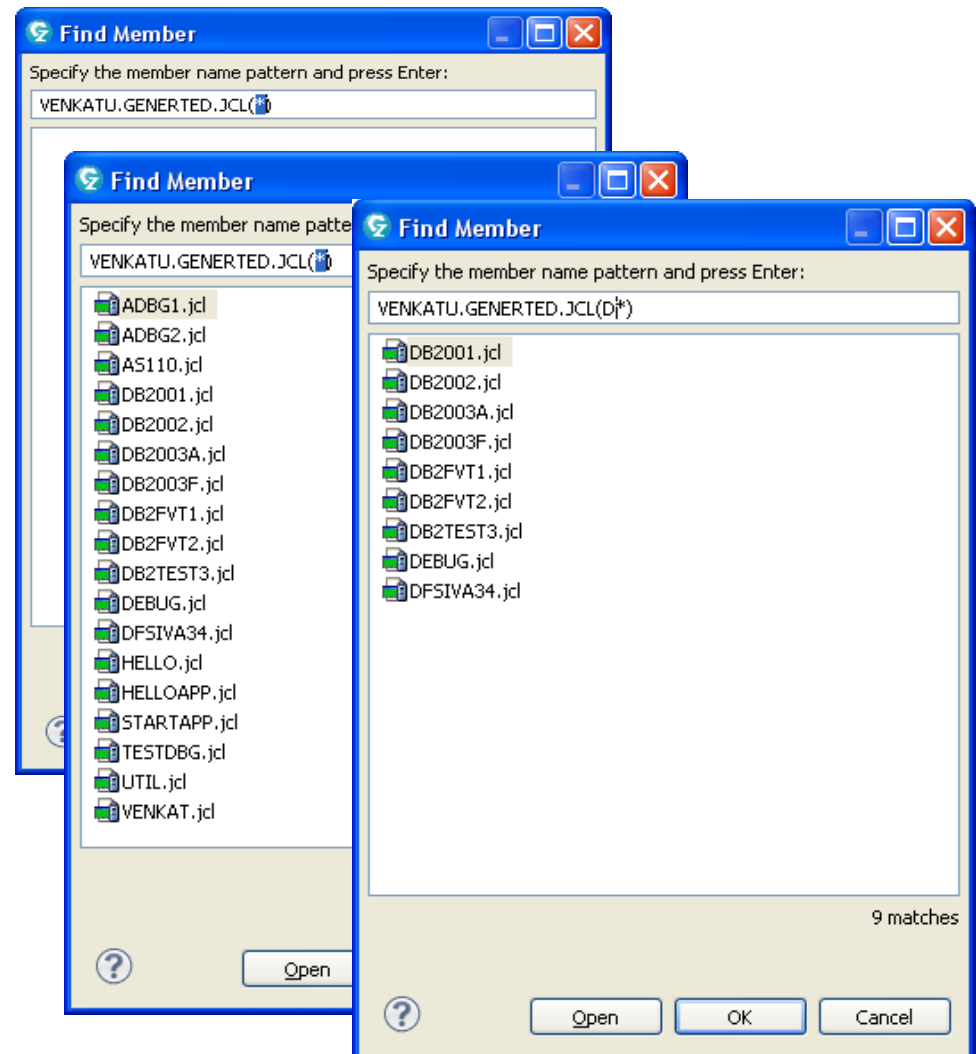 Find Member
Specify the member name pattern and press Enter:
VENKATU.GENERTED.JCL(*)
Find Member
Specify the member name patte
VENKATU.GENERTED.JCL(*)
ADBG1.jcl
ADBG2.jcl
AS110.jcl
DB2001.jcl
DB2002.jcl
DB2003A.jcl
DB2003F.jcl
DB2FVT1.jcl
DB2FVT2.jcl
DB2TEST3.jcl
DEBUG.jcl
DFSIVA34.jcl
HELLO.jcl
HELLOAPP.jcl
STARTAPP.jcl
TESTDBG.jcl
UTIL.jcl
VENKAT.jcl
?
Open
Find Member
Specify the member name pattern and press Enter:
VENKATU.GENERTED.JCL(D*)
DB2001.jcl
DB2002.jcl
DB2003A.jcl
DB2003F.jcl
DB2FVT1.jcl
DB2FVT2.jcl
DB2TEST3.jcl
DEBUG.jcl
DFSIVA34.jcl
9 matches
?
Open
OK
Cancel